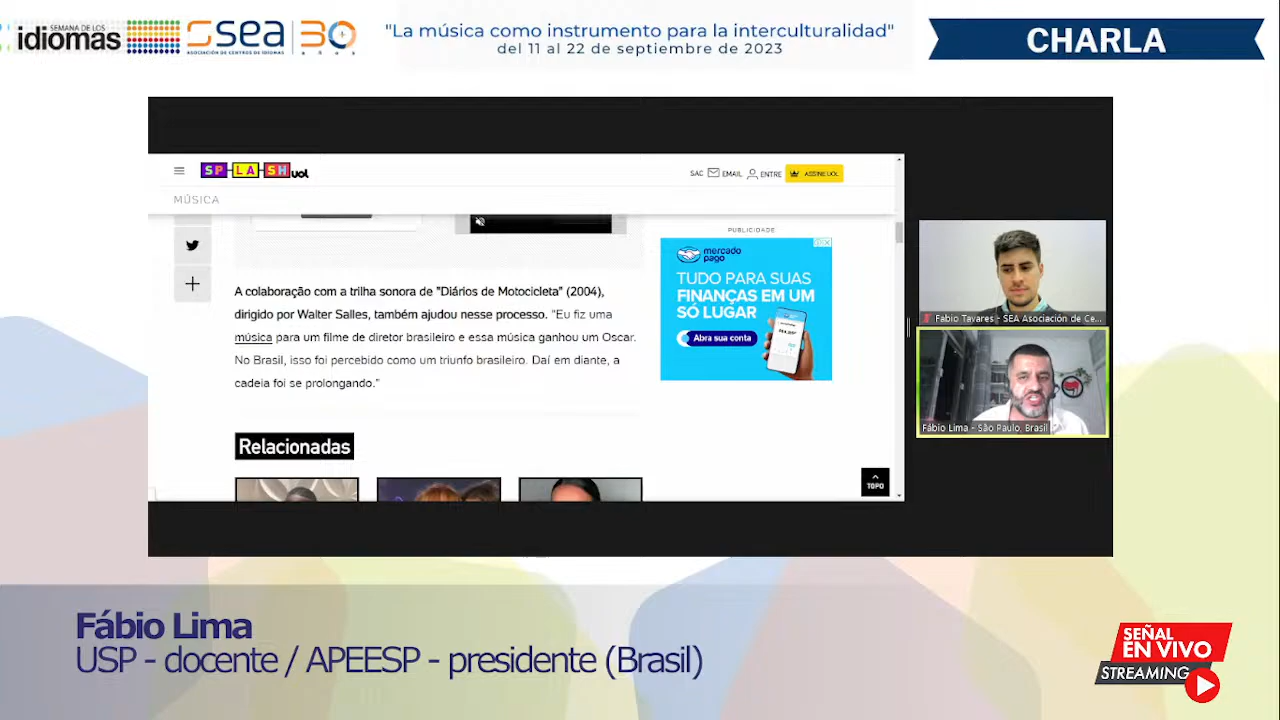 SEMANA DE LOS
idiomas
SEA
ASOCIACIÓN DE CENTROS DE IDIOMAS
30
años
"La música como instrumento para la interculturalidad"
del 11 al 22 de septiembre de 2023
CHARLA
SPLASH uol
SAC
EMAIL
ENTRE
ASSINE UOL
MÚSICA
PUBLICIDADE
A colaboração com a trilha sonora de "Diários de Motocicleta" (2004),
dirigido por Walter Salles, também ajudou nesse processo. "Eu fiz uma
música para um filme de diretor brasileiro e essa música ganhou um Oscar.
No Brasil, isso foi percebido como um triunfo brasileiro. Daí em diante, a
cadeia foi se prolongando."
mercado
pago
TUDO PARA SUAS
FINANÇAS EM UM
SÓ LUGAR
Abra sua conta
Relacionadas
TOPO
Fabio Tavares - SEA Asociación de Ce...
Fábio Lima - São Paulo, Brasil
Fábio Lima
USP - docente / APEESP - presidente (Brasil)
SEÑAL
EN VIVO
STREAMING